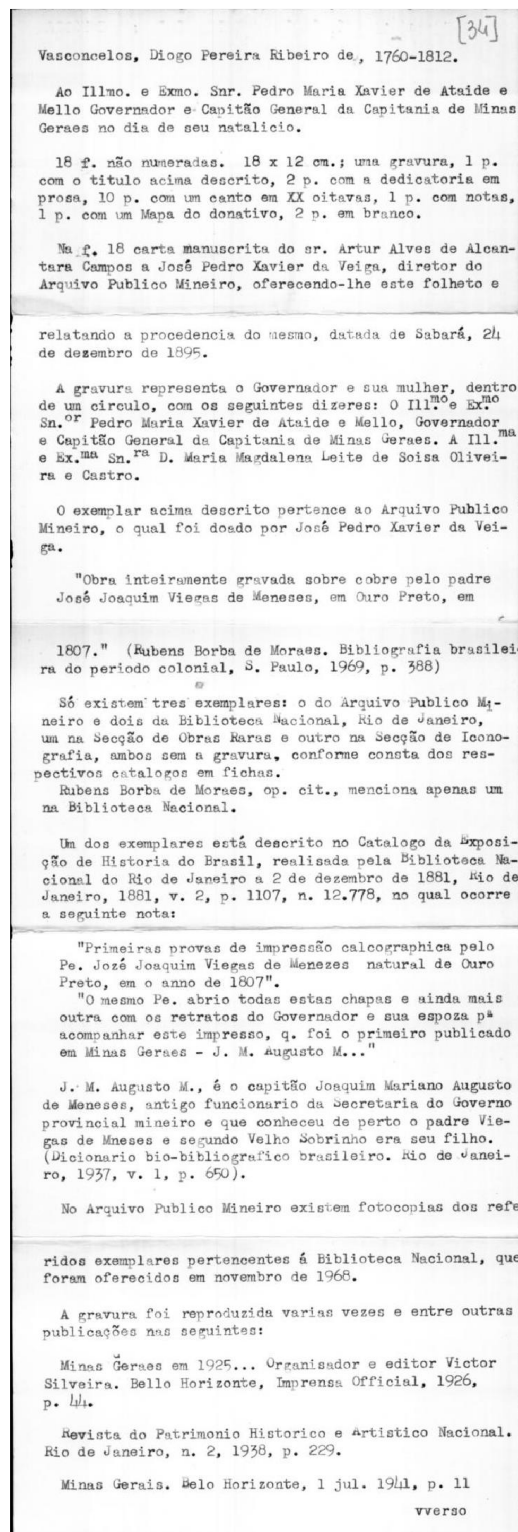 [34]
Vasconcelos, Diogo Pereira Ribeiro de, 1760-1812.
Ao Illmo. e Exmo. Snr. Pedro Maria Xavier de Ataide e
Mello Governador e Capitão General da Capitania de Minas
Geraes no dia de seu natalicio.
18 f. não numeradas. 18 x 12 cm.; uma gravura, 1 p.
com o titulo acima descrito, 2 p. com a dedicatoria em
prosa, 10 p. com um canto em XX oitavas, 1 p. com notas,
1 p. com um Mapa do donativo, 2 p. em branco.
Na f. 18 carta manuscrita do sr. Artur Alves de Alcan-
tara Campos a José Pedro Xavier da Veiga, diretor do
Arquivo Publico Mineiro, oferecendo-lhe este folheto e
relatando a procedencia do mesmo, datada de Sabará, 24
de dezembro de 1895.
A gravura representa o Governador e sua mulher, dentro
de um circulo, com os seguintes dizeres: O Ill.mo e Ex.mo
Sn.or Pedro Maria Xavier de Ataide e Mello, Governador
e Capitão General da Capitania de Minas Geraes. A Ill.ma
e Ex.ma Sn.ra D. Maria Magdalena Leite de Soisa Olivei-
ra e Castro.
O exemplar acima descrito pertence ao Arquivo Publico
Mineiro, o qual foi doado por José Pedro Xavier da Vei-
ga.
"Obra inteiramente gravada sobre cobre pelo padre
José Joaquim Viegas de Meneses, em Ouro Preto, em
1807." (Rubens Borba de Moraes. Bibliografia brasilei
ra do periodo colonial, S. Paulo, 1969, p. 388)
Só existem tres exemplares: o do Arquivo Publico Mi-
neiro e dois da Biblioteca Nacional, Rio de Janeiro,
um na Secção de Obras Raras e outro na Secção de Icono-
grafia, ambos sem a gravura, conforme consta dos res-
pectivos catalogos em fichas.
Rubens Borba de Moraes, op. cit., menciona apenas um
na Biblioteca Nacional.
Um dos exemplares está descrito no Catalogo da Exposi-
ção de Historia do Brasil, realisada pela Biblioteca Na-
cional do Rio de Janeiro a 2 de dezembro de 1881, Rio de
Janeiro, 1881, v. 2, p. 1107, n. 12.778, no qual ocorre
a seguinte nota:
"Primeiras provas de impressão calcographica pelo
Pe. Jozé Joaquim Viegas de Menezes natural de Ouro
Preto, em o anno de 1807".
"O mesmo Pe. abrio todas estas chapas e ainda mais
outra com os retratos do Governador e sua espoza pª
acompanhar este impresso, q. foi o primeiro publicado
em Minas Geraes - J. M. Augusto M..."
J. M. Augusto M., é o capitão Joaquim Mariano Augusto
de Meneses, antigo funcionario da Secretaria do Governo
provincial mineiro e que conheceu de perto o padre Vie-
gas de Mneses e segundo Velho Sobrinho era seu filho.
(Dicionario bio-bibliografico brasileiro. Rio de Janei-
ro, 1937, v. 1, p. 650).
No Arquivo Publico Mineiro existem fotocopias dos refe
ridos exemplares pertencentes á Biblioteca Nacional, que
foram oferecidos em novembro de 1968.
A gravura foi reproduzida varias vezes e entre outras
publicações nas seguintes:
Minas Geraes em 1925... Organisador e editor Victor
Silveira. Bello Horizonte, Imprensa Official, 1926,
p. 44.
Revista do Patrimonio Historico e Artistico Nacional.
Rio de Janeiro, n. 2, 1938, p. 229.
Minas Gerais. Belo Horizonte, 1 jul. 1941, p. 11
vverso